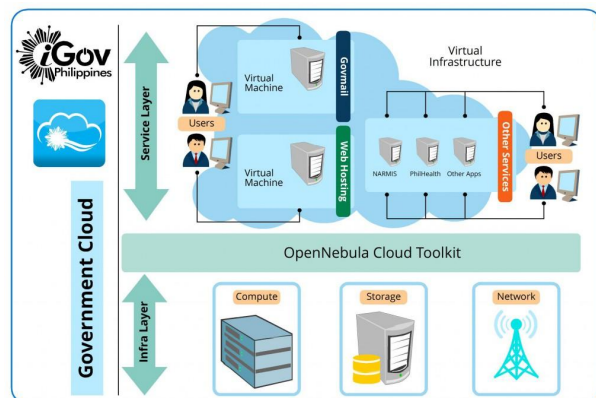 iGov
Philippines
Government Cloud
Service Layer
Infra Layer
Virtual
Machine
Govmail
Users
Virtual
Machine
Web Hosting
Virtual
Infrastructure
NARMIS
PhilHealth
Other Apps
Other Services
Users
OpenNebula Cloud Toolkit
Compute
Storage
Network